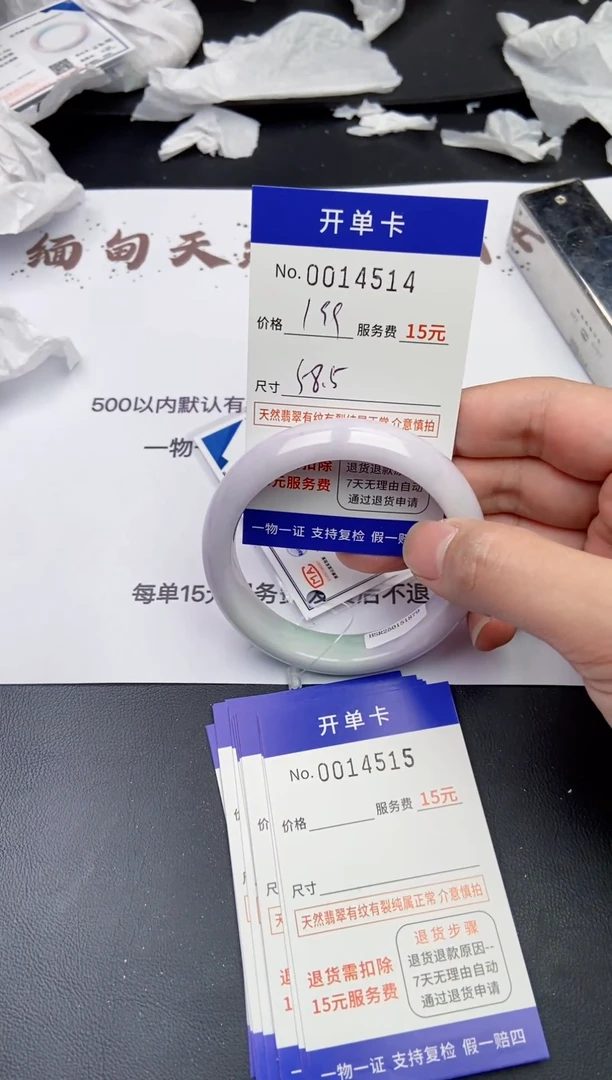 缅甸天
开单卡
No. 0014514
价格 199 服务费 15元
尺寸 58.5
天然翡翠有纹有裂纯属正常 介意慎拍
500以内默认有
一物一
扣除
元服务费
退货退款原
7天无理由自动
通过退货申请
一物一证 支持复检 假一赔
每单15
务费
后不退
开单卡
No. 0014515
价格 服务费 15元
尺寸
天然翡翠有纹有裂纯属正常 介意慎拍
退货需扣除
15元服务费
退货步骤
退货退款原因--
7天无理由自动
通过退货申请
一物一证 支持复检 假一赔四